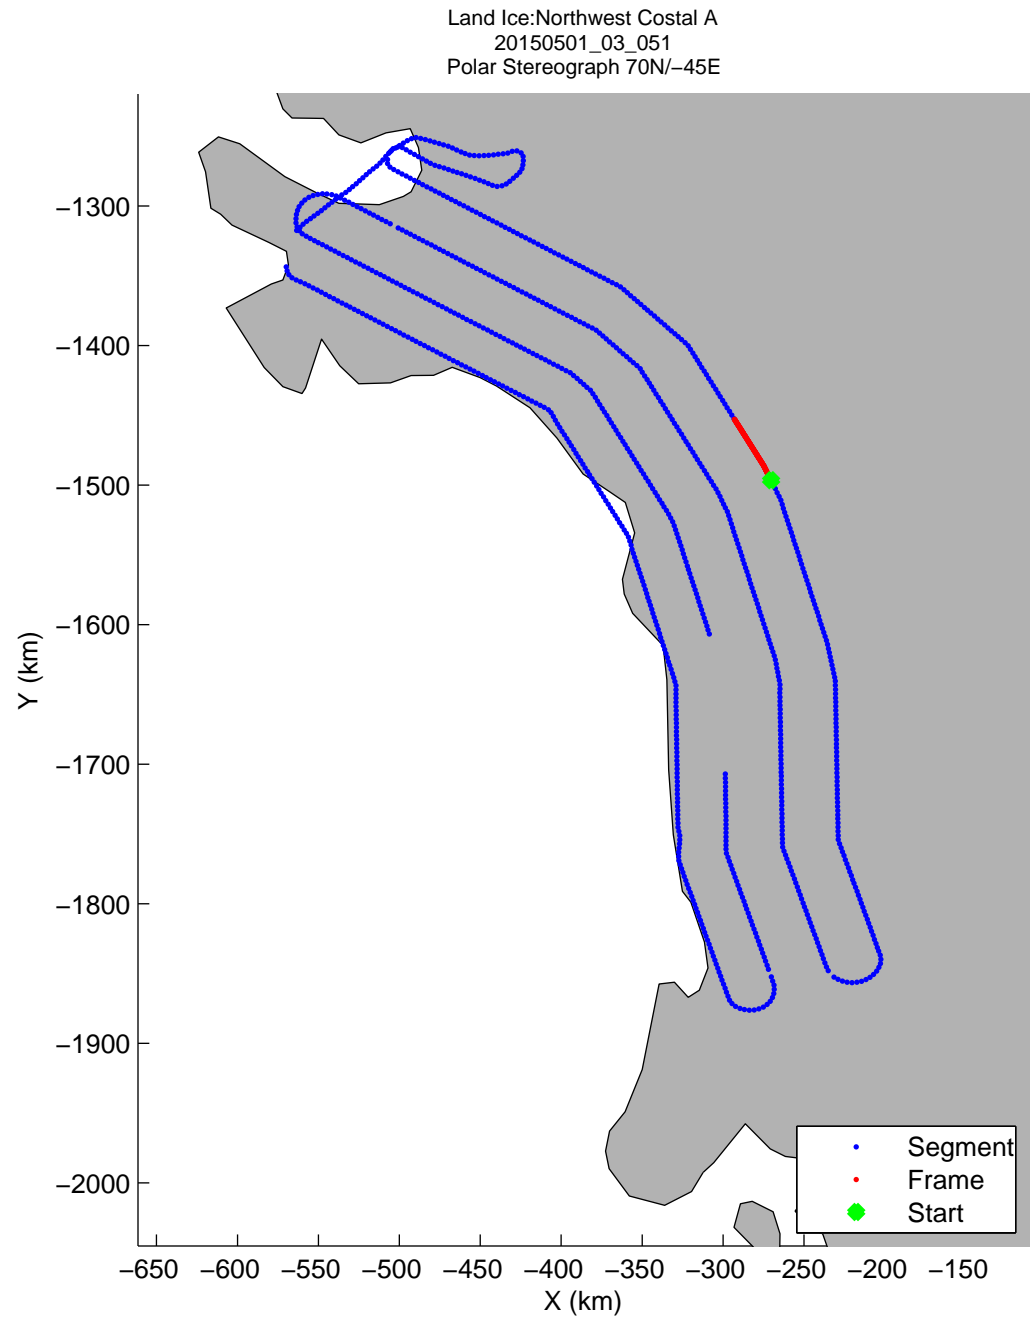 Land Ice:Northwest Costal A
20150501_03_051
Polar Stereograph 70N/−45E
−1300
−1400
−1500
−1600
−1700
−1800
−1900
−2000
Y (km)
Segment
Frame
Start
−650 −600 −550 −500 −450 −400 −350 −300 −250 −200 −150
X (km)